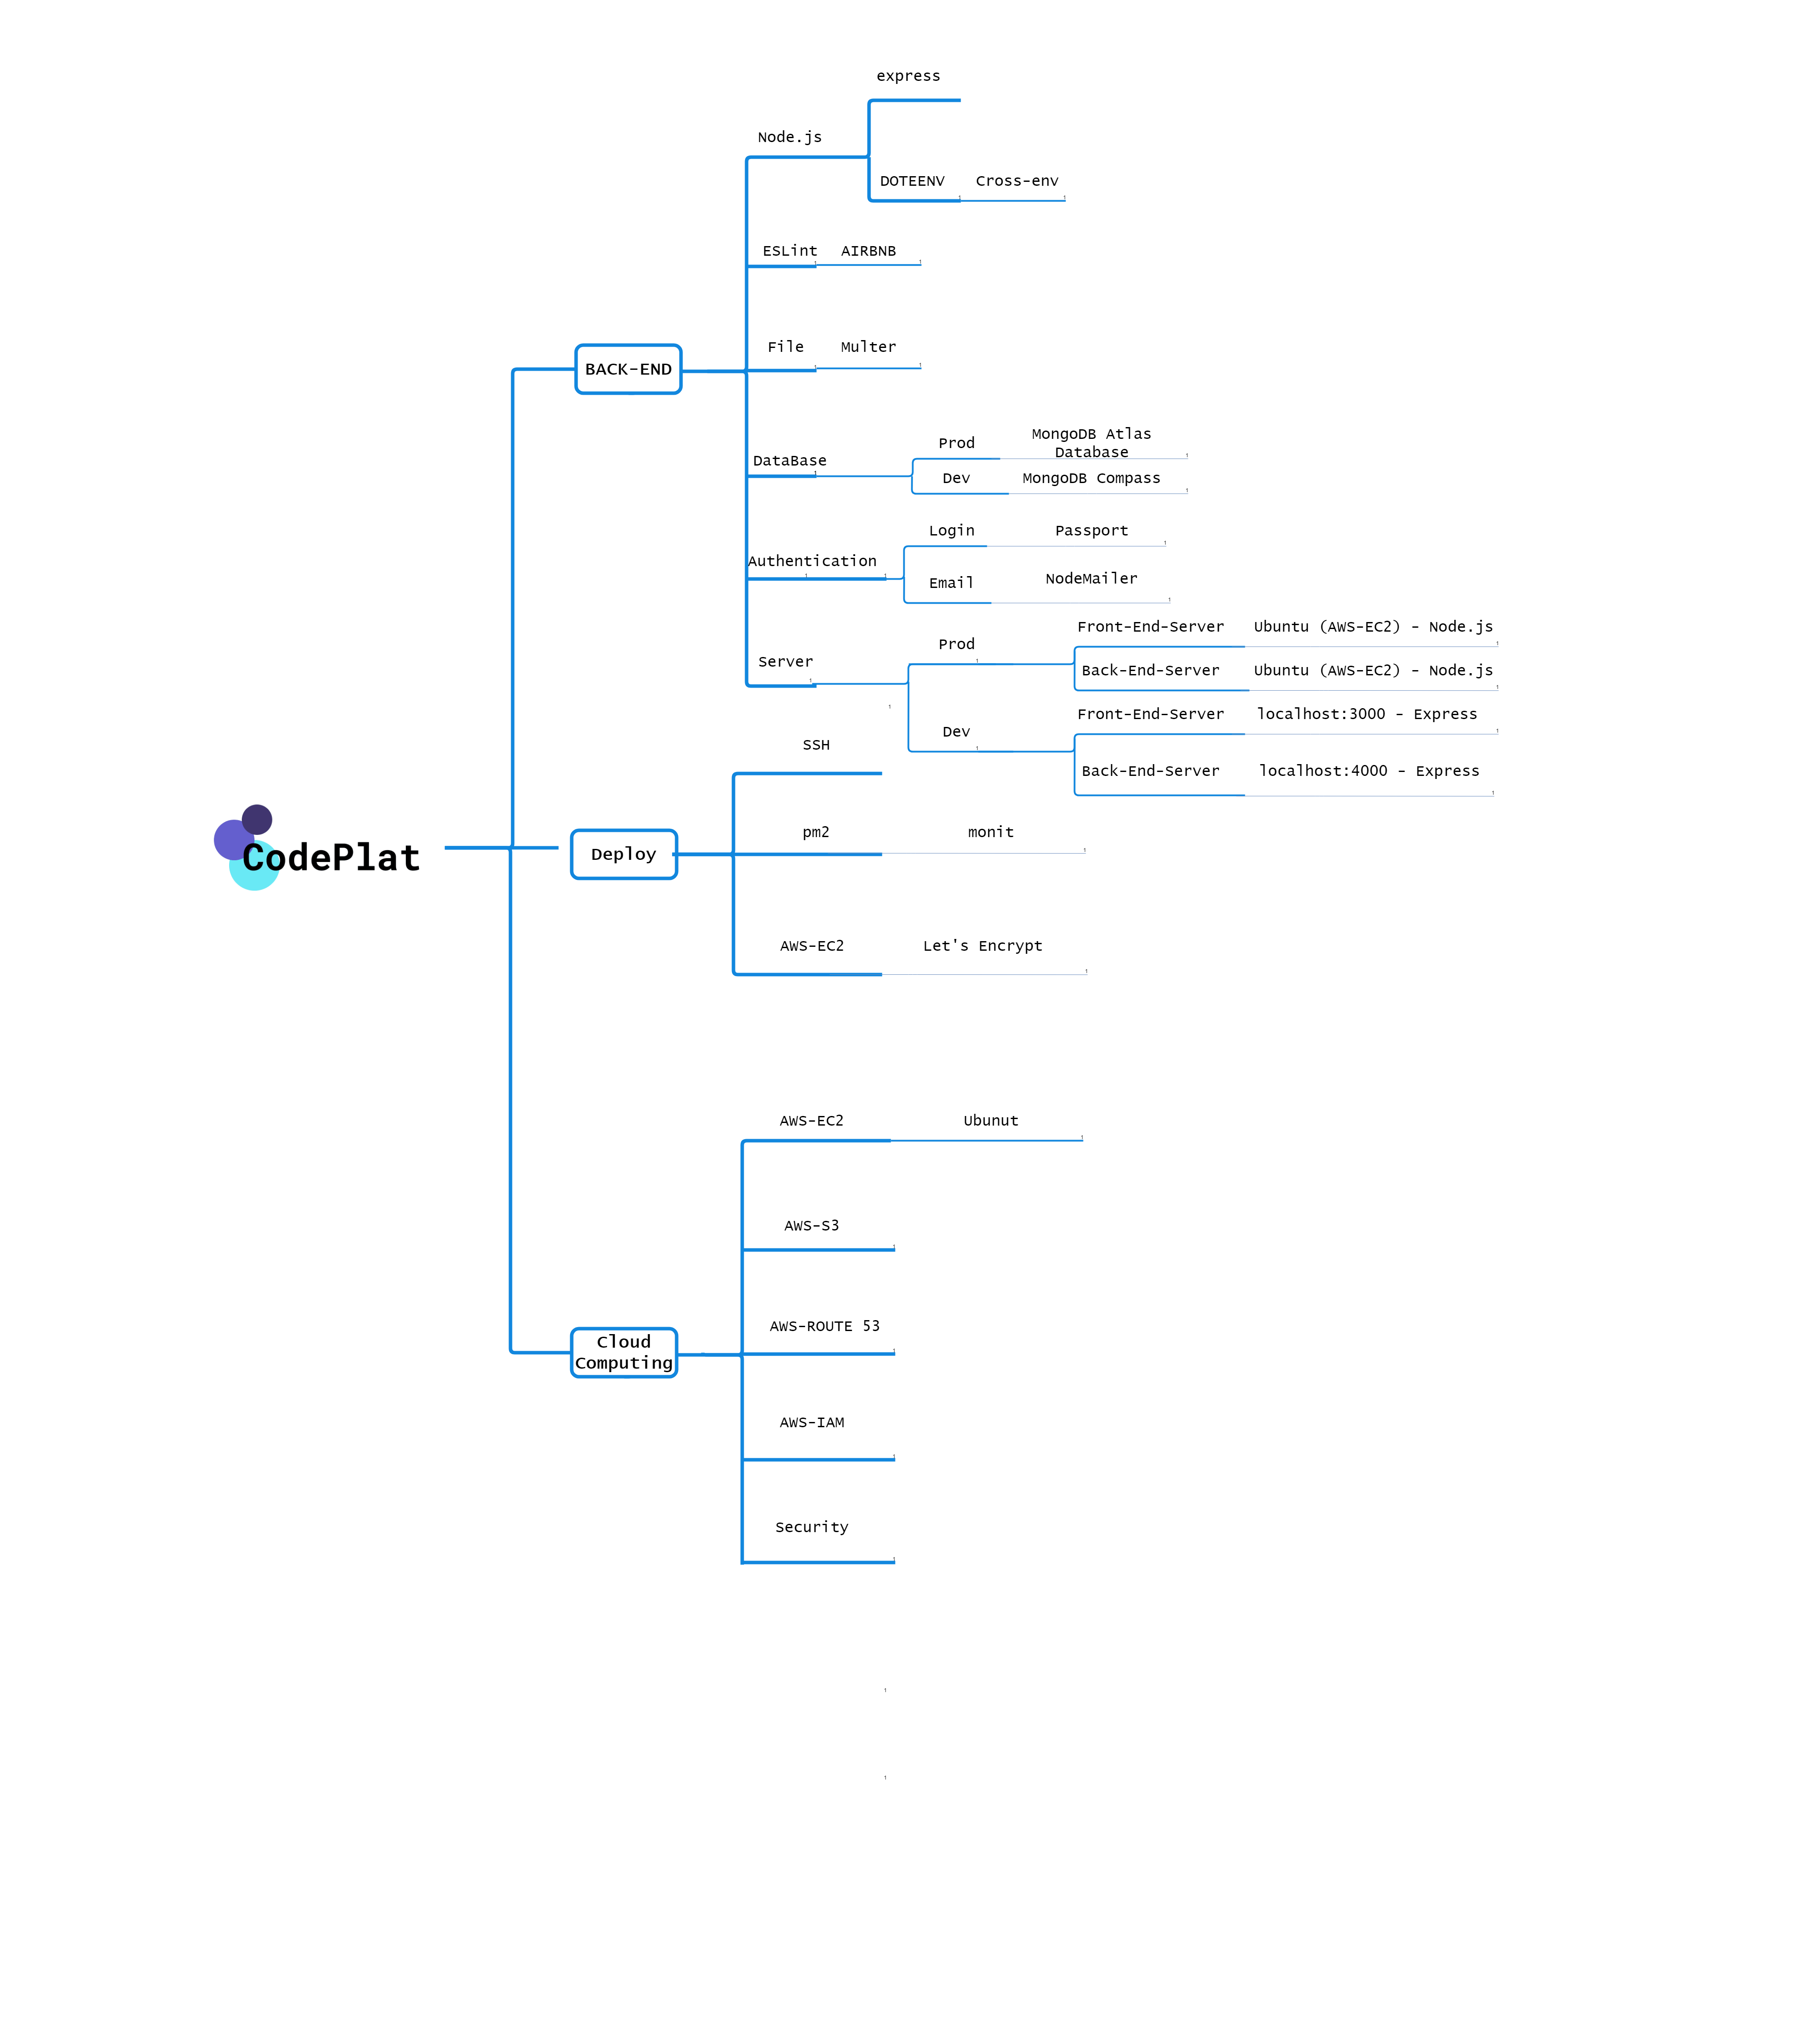 express
Node.js
DOTEENV Cross-env
ESLint AIRBNB
File Multer
BACK-END
MongoDB Atlas
Prod
Database
DataBase
Dev MongoDB Compass
Login Passport
Authentication
Email NodeMailer
Front-End-Server Ubuntu (AWS-EC2) - Node.js
Prod
Server
Back-End-Server Ubuntu (AWS-EC2) - Node.js
Front-End-Server localhost:3000 - Express
Dev
SSH
Back-End-Server localhost:4000 - Express
pm2 monit
Deploy
CodePlat
AWS-EC2 Let's Encrypt
AWS-EC2 Ubunut
AWS-S3
AWS-ROUTE 53
Cloud
Computing
AWS-IAM
Security